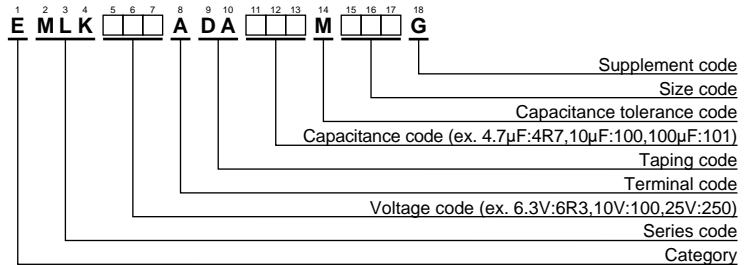 1 2 3 4 5 6 7 8 9 10 11 12 13 14 15 16 17 18
E M L K □□□ A D A □□□ M □□□ G
Supplement code
Size code
Capacitance tolerance code
Capacitance code (ex. 4.7μF:4R7,10μF:100,100μF:101)
Taping code
Terminal code
Voltage code (ex. 6.3V:6R3,10V:100,25V:250)
Series code
Category